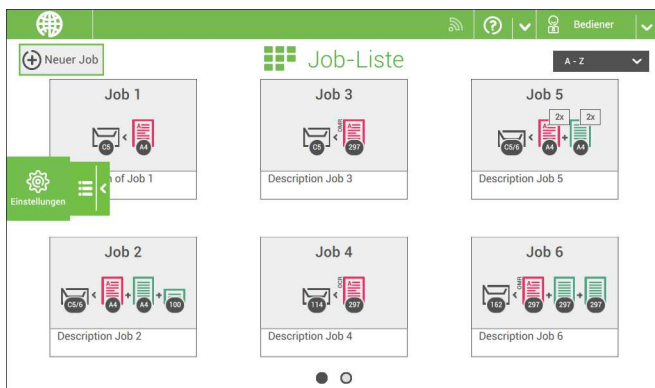 Bediener
Neuer Job
Job-Liste
A - Z
Job 1
C5
A4
n of Job 1
Job 3
OMR
C5
297
Description Job 3
Job 5
2x
2x
C5/6
A4
A4
Description Job 5
Einstellungen
Job 2
C5/6
A4
A4
100
Description Job 2
Job 4
OCR
114
297
Description Job 4
Job 6
OMR
162
297
297
297
Description Job 6